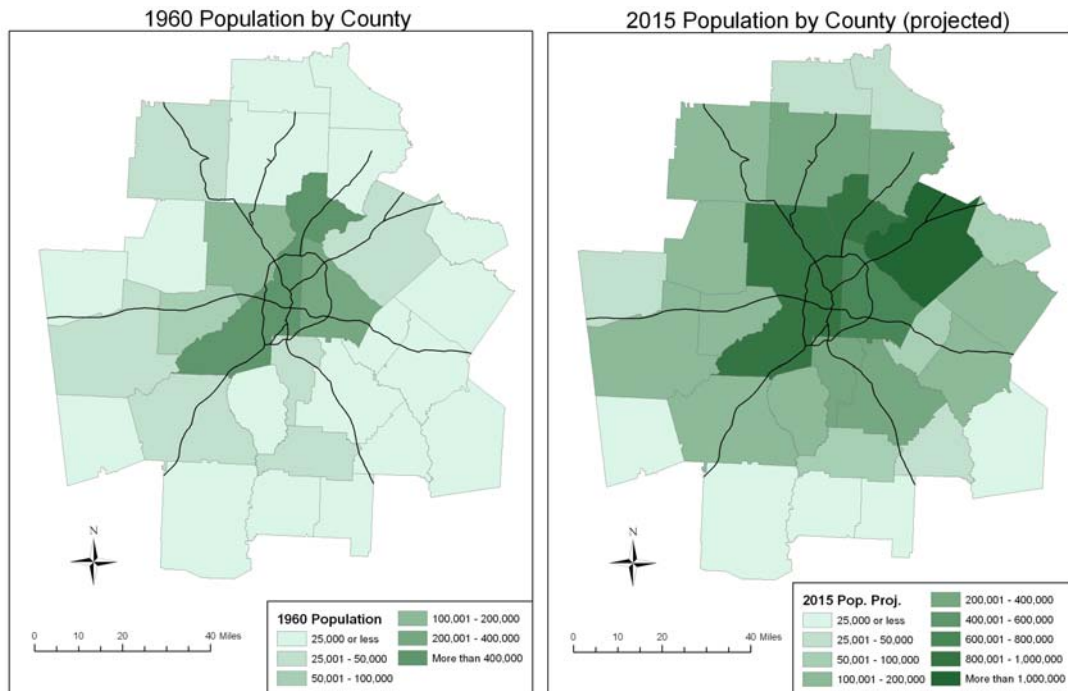 1960 Population by County
N
0 10 20 40 Miles
1960 Population
25,000 or less
25,001 - 50,000
50,001 - 100,000
100,001 - 200,000
200,001 - 400,000
More than 400,000
2015 Population by County (projected)
N
0 10 20 40 Miles
2015 Pop. Proj.
25,000 or less
25,001 - 50,000
50,001 - 100,000
100,001 - 200,000
200,001 - 400,000
400,001 - 600,000
600,001 - 800,000
800,001 - 1,000,000
More than 1,000,000